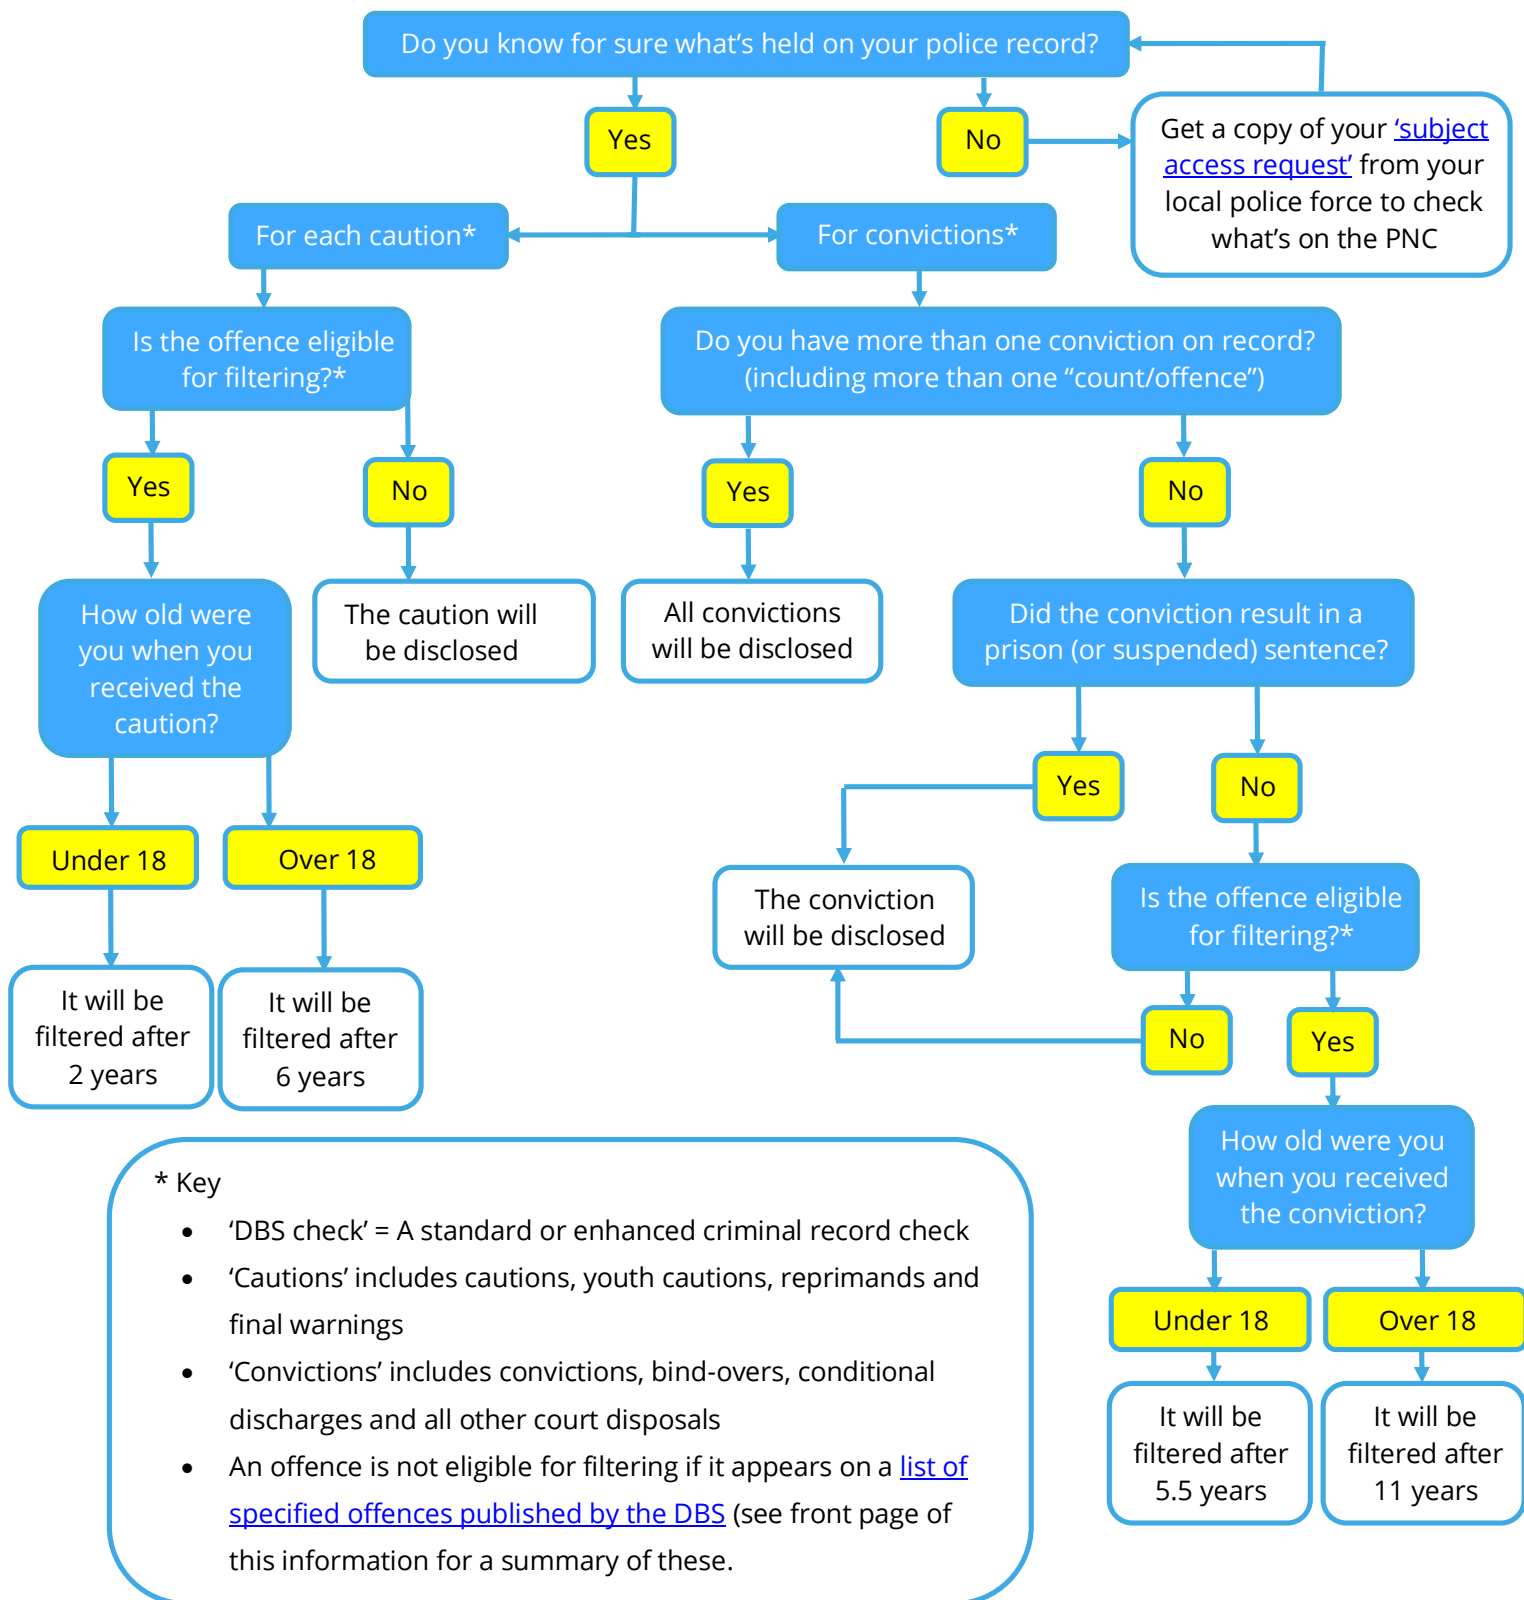 Do you know for sure what’s held on your police record?
Yes
No
Get a copy of your ‘subject
access request’ from your
local police force to check
what’s on the PNC
For each caution*
For convictions*
Is the offence eligible
for filtering?*
Do you have more than one conviction on record?
(including more than one “count/offence”)
Yes
No
Yes
No
How old were
you when you
received the
caution?
The caution will
be disclosed
All convictions
will be disclosed
Did the conviction result in a
prison (or suspended) sentence?
Yes
No
Under 18
Over 18
The conviction
will be disclosed
Is the offence eligible
for filtering?*
It will be
filtered after
2 years
It will be
filtered after
6 years
No
Yes
How old were you
when you received
the conviction?
Under 18
Over 18
It will be
filtered after
5.5 years
It will be
filtered after
11 years
* Key
• ‘DBS check’ = A standard or enhanced criminal record check
• ‘Cautions’ includes cautions, youth cautions, reprimands and
final warnings
• ‘Convictions’ includes convictions, bind-overs, conditional
discharges and all other court disposals
• An offence is not eligible for filtering if it appears on a list of
specified offences published by the DBS (see front page of
this information for a summary of these.